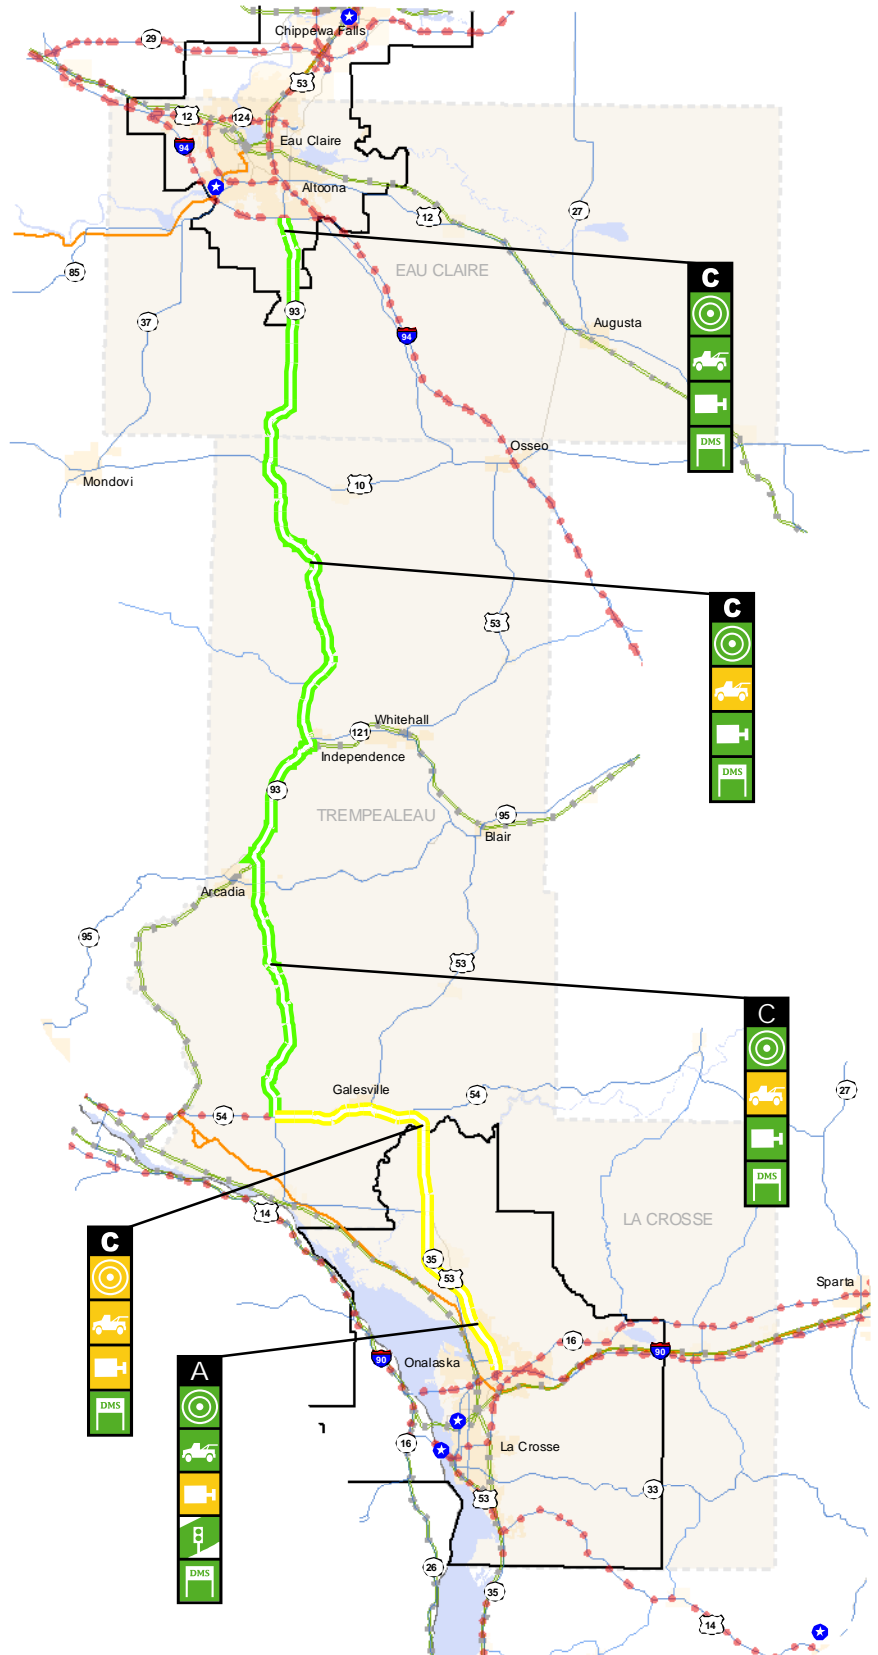 Chippewa Falls
29
53
12
124
Eau Claire
94
Altoona
12
27
EAU CLAIRE
C
85
93
37
94
Augusta
DMS
Osseo
Mondovi
10
C
53
DMS
Whitehall
121
Independence
93
TREMPEALEAU
95
Blair
Arcadia
95
53
C
DMS
Galesville
54
54
27
14
LA CROSSE
C
35
53
Sparta
DMS
16
90
90
Onalaska
A
DMS
16
La Crosse
53
33
26
35
14